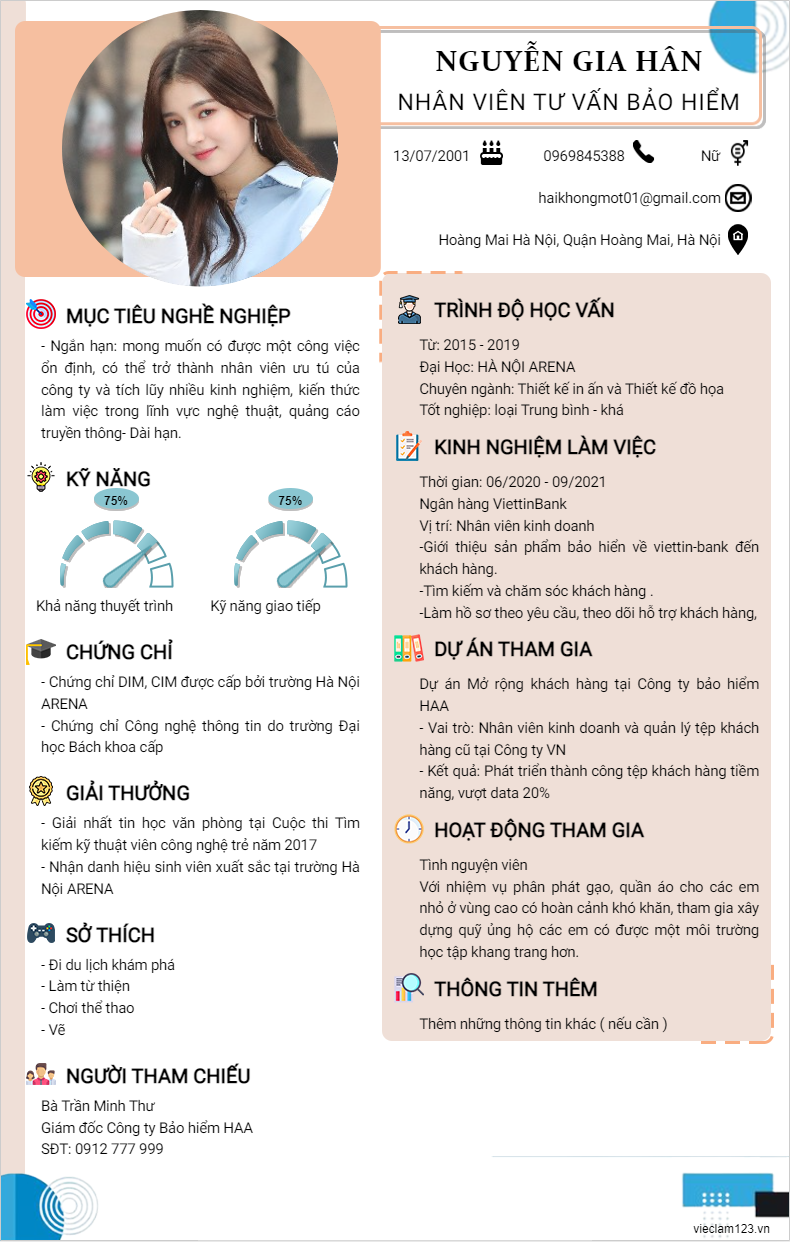 NGUYỄN GIA HÂN
NHÂN VIÊN TƯ VẤN BẢO HIỂM
13/07/2001
0969845388
Nữ
haikhongmot01@gmail.com
Hoàng Mai Hà Nội, Quận Hoàng Mai, Hà Nội
MỤC TIÊU NGHỀ NGHIỆP
- Ngắn hạn: mong muốn có được một công việc
ổn định, có thể trở thành nhân viên ưu tú của
công ty và tích lũy nhiều kinh nghiệm, kiến thức
làm việc trong lĩnh vực nghệ thuật, quảng cáo
truyền thông- Dài hạn.
KỸ NĂNG
75%
75%
Khả năng thuyết trình
Kỹ năng giao tiếp
CHỨNG CHỈ
- Chứng chỉ DIM, CIM được cấp bởi trường Hà Nội
ARENA
- Chứng chỉ Công nghệ thông tin do trường Đại
học Bách khoa cấp
GIẢI THƯỞNG
- Giải nhất tin học văn phòng tại Cuộc thi Tìm
kiếm kỹ thuật viên công nghệ trẻ năm 2017
- Nhận danh hiệu sinh viên xuất sắc tại trường Hà
Nội ARENA
SỞ THÍCH
- Đi du lịch khám phá
- Làm từ thiện
- Chơi thể thao
- Vẽ
NGƯỜI THAM CHIẾU
Bà Trần Minh Thư
Giám đốc Công ty Bảo hiểm HAA
SĐT: 0912 777 999
TRÌNH ĐỘ HỌC VẤN
Từ: 2015 - 2019
Đại Học: HÀ NỘI ARENA
Chuyên ngành: Thiết kế in ấn và Thiết kế đồ họa
Tốt nghiệp: loại Trung bình - khá
KINH NGHIỆM LÀM VIỆC
Thời gian: 06/2020 - 09/2021
Ngân hàng ViettinBank
Vị trí: Nhân viên kinh doanh
-Giới thiệu sản phẩm bảo hiển về viettin-bank đến
khách hàng.
-Tìm kiếm và chăm sóc khách hàng .
-Làm hồ sơ theo yêu cầu, theo dõi hỗ trợ khách hàng,
DỰ ÁN THAM GIA
Dự án Mở rộng khách hàng tại Công ty bảo hiểm
HAA
- Vai trò: Nhân viên kinh doanh và quản lý tệp khách
hàng cũ tại Công ty VN
- Kết quả: Phát triển thành công tệp khách hàng tiềm
năng, vượt data 20%
HOẠT ĐỘNG THAM GIA
Tình nguyện viên
Với nhiệm vụ phân phát gạo, quần áo cho các em
nhỏ ở vùng cao có hoàn cảnh khó khăn, tham gia xây
dựng quỹ ủng hộ các em có được một môi trường
học tập khang trang hơn.
THÔNG TIN THÊM
Thêm những thông tin khác ( nếu cần )
vieclam123.vn